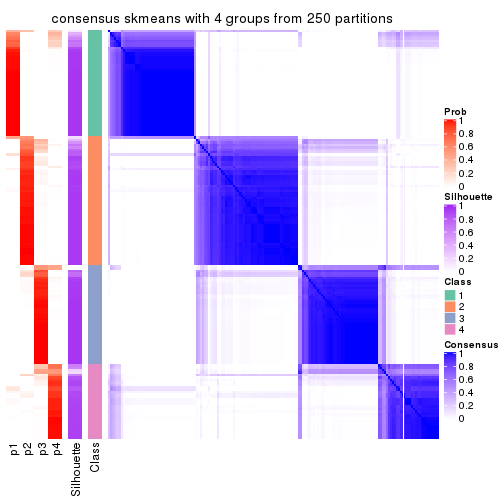 consensus skmeans with 4 groups from 250 partitions
Prob
1
0.8
0.6
0.4
0.2
0
Silhouette
1
0.8
0.6
0.4
0.2
0
Class
1
2
3
4
Consensus
1
0.8
0.6
0.4
0.2
0
p1
p2
p3
p4
Silhouette
Class